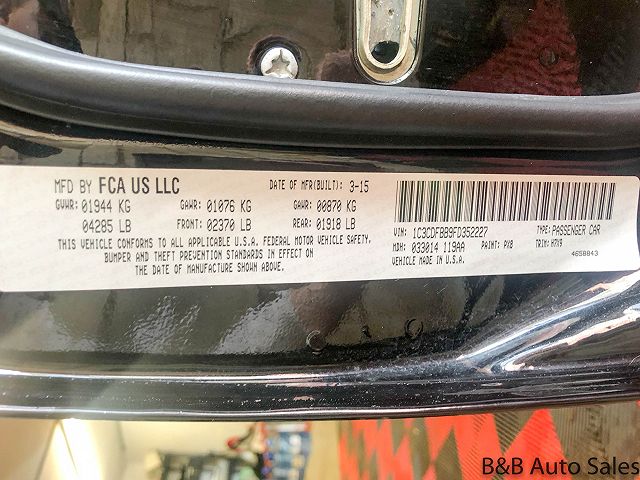 MFD BY FCA US LLC
DATE OF MFR(BUILT): 3-15
GVWR: 01944 KG GAWR: 01076 KG GAWR: 00870 KG
04285 LB FRONT: 02370 LB REAR: 01918 LB
THIS VEHICLE CONFORMS TO ALL APPLICABLE U.S.A. FEDERAL MOTOR VEHICLE SAFETY,
BUMPER AND THEFT PREVENTION STANDARDS IN EFFECT ON
THE DATE OF MANUFACTURE SHOWN ABOVE.
VIN: 1C3CDFBB9FD352227 TYPE: PASSENGER CAR
MDH: 033014 119AA PAINT: PX8 TRIM: H7V9
VEHICLE MADE IN U.S.A. 4658843
B&B Auto Sales